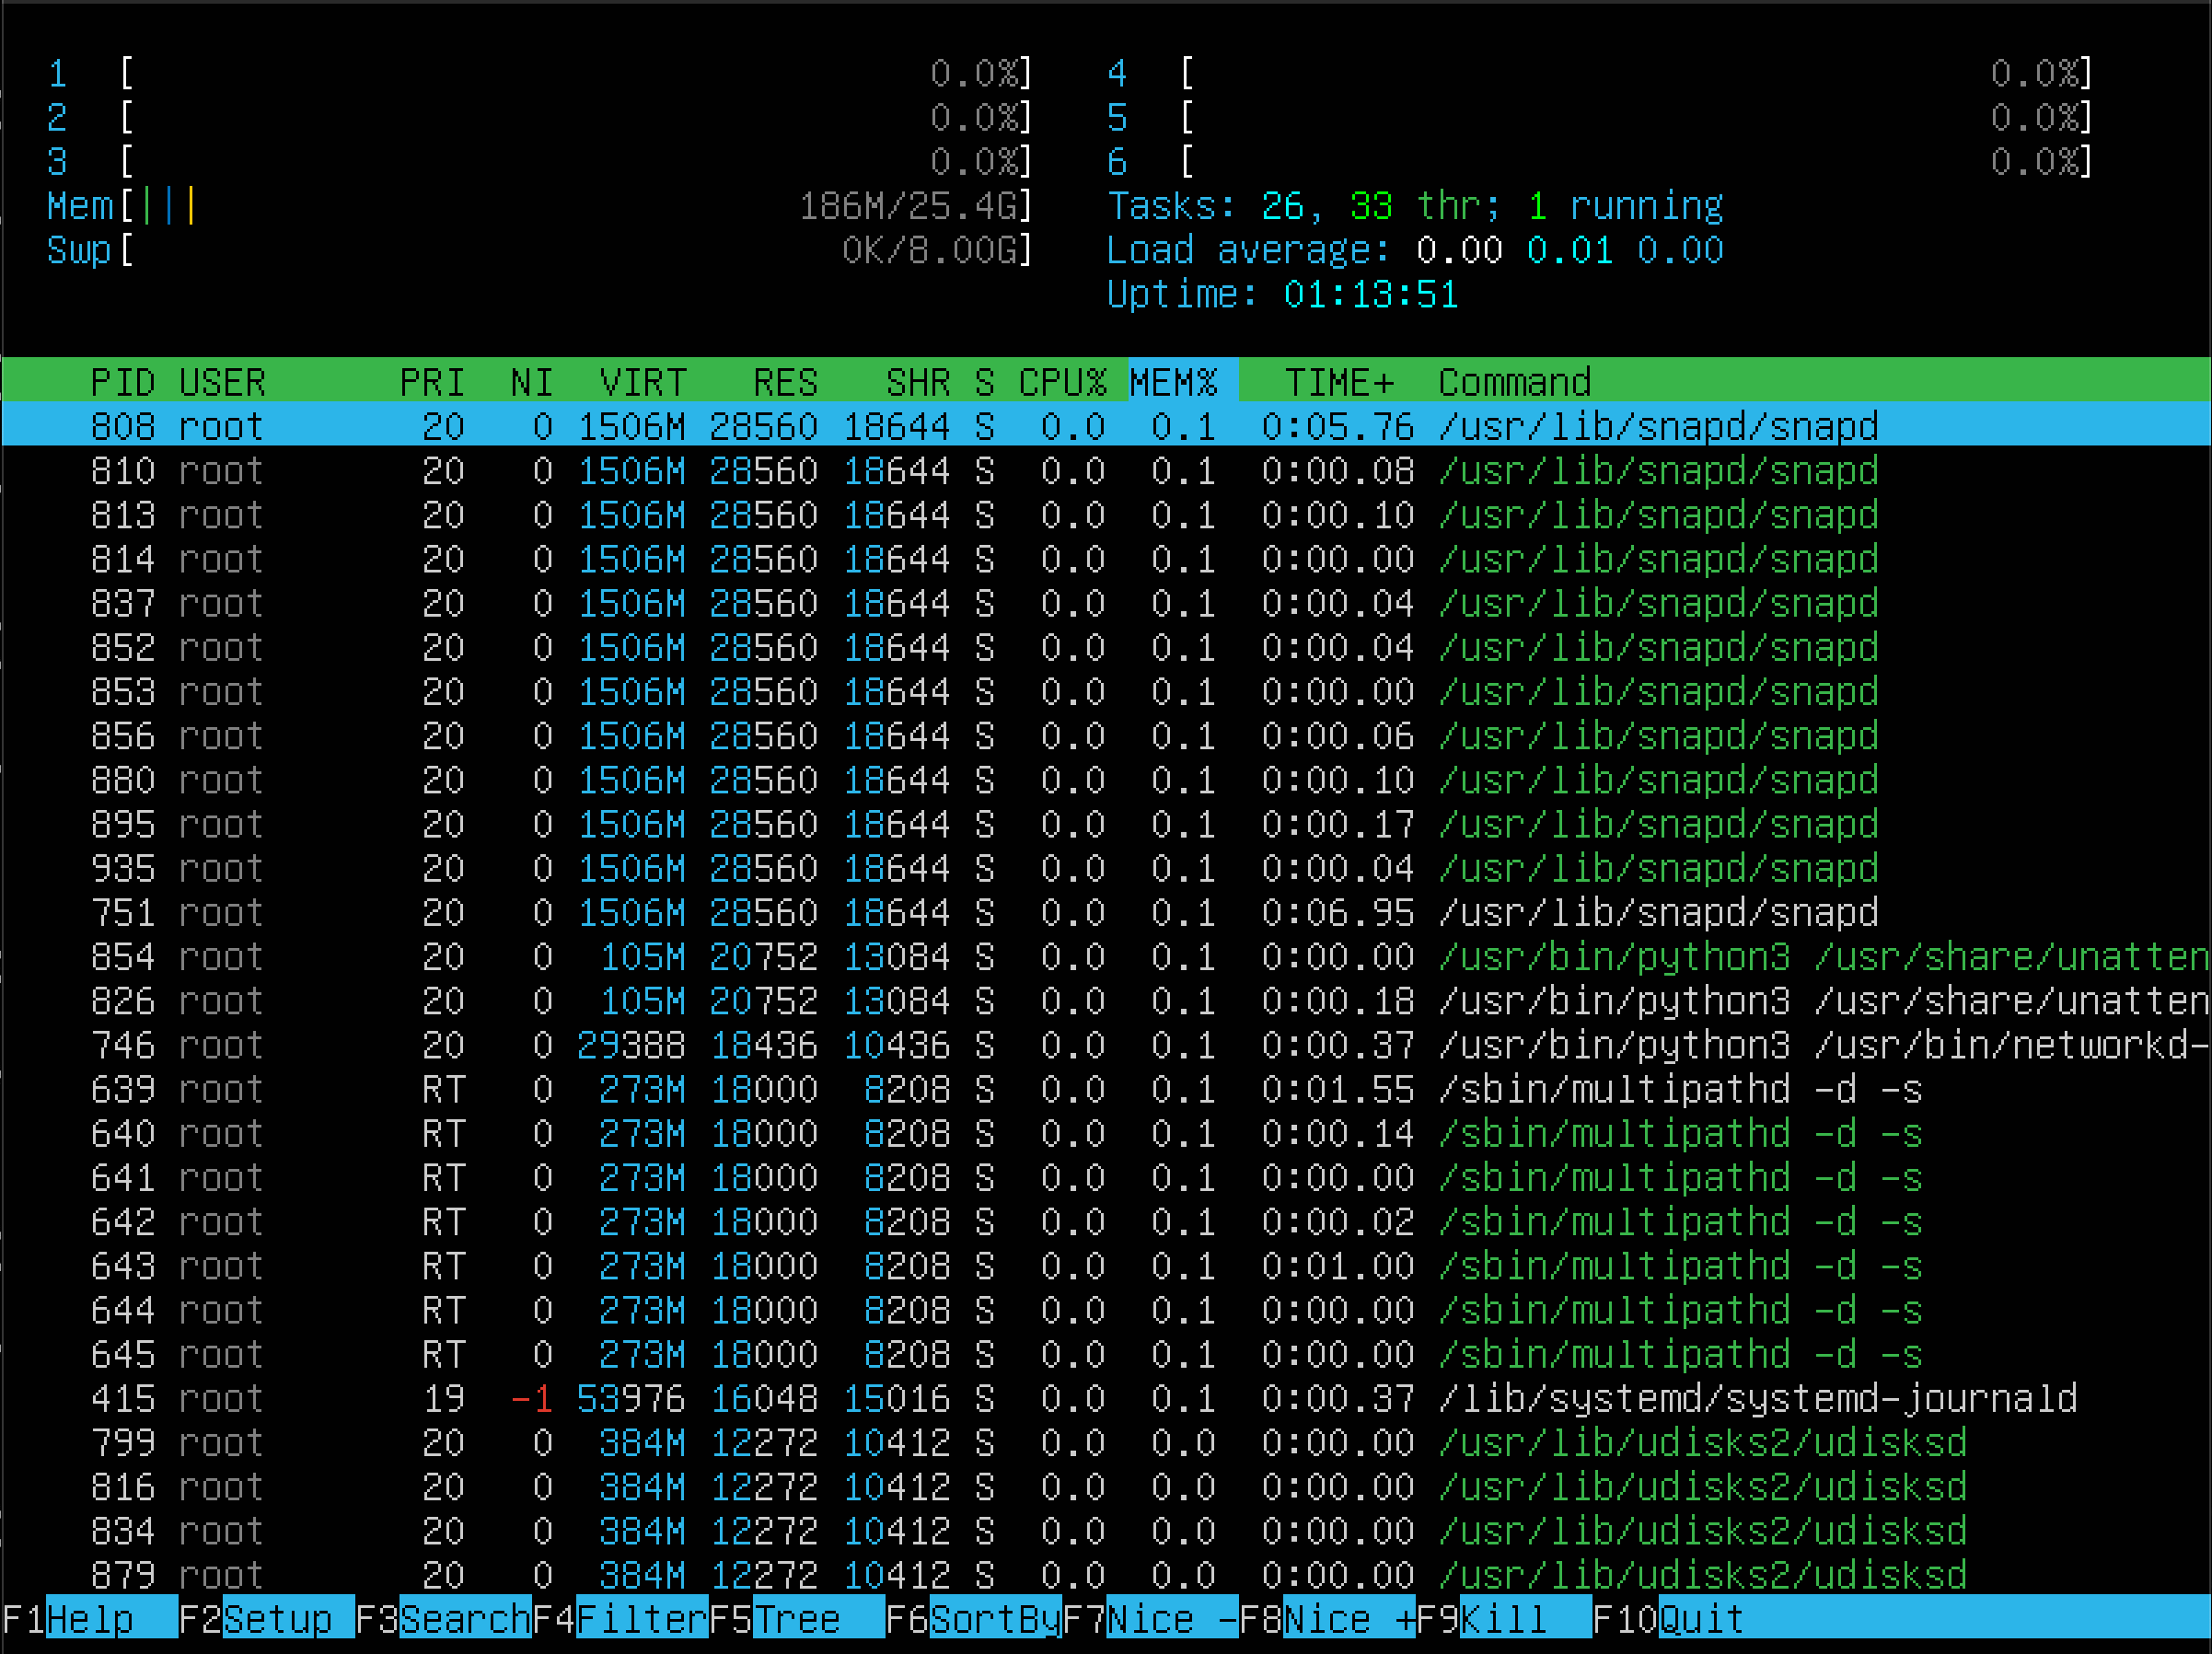 1 [ 0.0%] 4 [ 0.0%]
2 [ 0.0%] 5 [ 0.0%]
3 [ 0.0%] 6 [ 0.0%]
Mem[||| 186M/25.4G] Tasks: 26, 33 thr; 1 running
Swp[ 0K/8.00G] Load average: 0.00 0.01 0.00
Uptime: 01:13:51
PID USER PRI NI VIRT RES SHR S CPU% MEM% TIME+ Command
808 root 20 0 1506M 28560 18644 S 0.0 0.1 0:05.76 /usr/lib/snapd/snapd
810 root 20 0 1506M 28560 18644 S 0.0 0.1 0:00.08 /usr/lib/snapd/snapd
813 root 20 0 1506M 28560 18644 S 0.0 0.1 0:00.10 /usr/lib/snapd/snapd
814 root 20 0 1506M 28560 18644 S 0.0 0.1 0:00.00 /usr/lib/snapd/snapd
837 root 20 0 1506M 28560 18644 S 0.0 0.1 0:00.04 /usr/lib/snapd/snapd
852 root 20 0 1506M 28560 18644 S 0.0 0.1 0:00.04 /usr/lib/snapd/snapd
853 root 20 0 1506M 28560 18644 S 0.0 0.1 0:00.00 /usr/lib/snapd/snapd
856 root 20 0 1506M 28560 18644 S 0.0 0.1 0:00.06 /usr/lib/snapd/snapd
880 root 20 0 1506M 28560 18644 S 0.0 0.1 0:00.10 /usr/lib/snapd/snapd
895 root 20 0 1506M 28560 18644 S 0.0 0.1 0:00.17 /usr/lib/snapd/snapd
935 root 20 0 1506M 28560 18644 S 0.0 0.1 0:00.04 /usr/lib/snapd/snapd
751 root 20 0 1506M 28560 18644 S 0.0 0.1 0:06.95 /usr/lib/snapd/snapd
854 root 20 0 105M 20752 13084 S 0.0 0.1 0:00.00 /usr/bin/python3 /usr/share/unatten
826 root 20 0 105M 20752 13084 S 0.0 0.1 0:00.18 /usr/bin/python3 /usr/share/unatten
746 root 20 0 29388 18436 10436 S 0.0 0.1 0:00.37 /usr/bin/python3 /usr/bin/networkd-
639 root RT 0 273M 18000 8208 S 0.0 0.1 0:01.55 /sbin/multipathd -d -s
640 root RT 0 273M 18000 8208 S 0.0 0.1 0:00.14 /sbin/multipathd -d -s
641 root RT 0 273M 18000 8208 S 0.0 0.1 0:00.00 /sbin/multipathd -d -s
642 root RT 0 273M 18000 8208 S 0.0 0.1 0:00.02 /sbin/multipathd -d -s
643 root RT 0 273M 18000 8208 S 0.0 0.1 0:01.00 /sbin/multipathd -d -s
644 root RT 0 273M 18000 8208 S 0.0 0.1 0:00.00 /sbin/multipathd -d -s
645 root RT 0 273M 18000 8208 S 0.0 0.1 0:00.00 /sbin/multipathd -d -s
415 root 19 -1 53976 16048 15016 S 0.0 0.1 0:00.37 /lib/systemd/systemd-journald
799 root 20 0 384M 12272 10412 S 0.0 0.0 0:00.00 /usr/lib/udisks2/udisksd
816 root 20 0 384M 12272 10412 S 0.0 0.0 0:00.00 /usr/lib/udisks2/udisksd
834 root 20 0 384M 12272 10412 S 0.0 0.0 0:00.00 /usr/lib/udisks2/udisksd
879 root 20 0 384M 12272 10412 S 0.0 0.0 0:00.00 /usr/lib/udisks2/udisksd
F1Help F2Setup F3SearchF4FilterF5Tree F6SortByF7Nice -F8Nice +F9Kill F10Quit